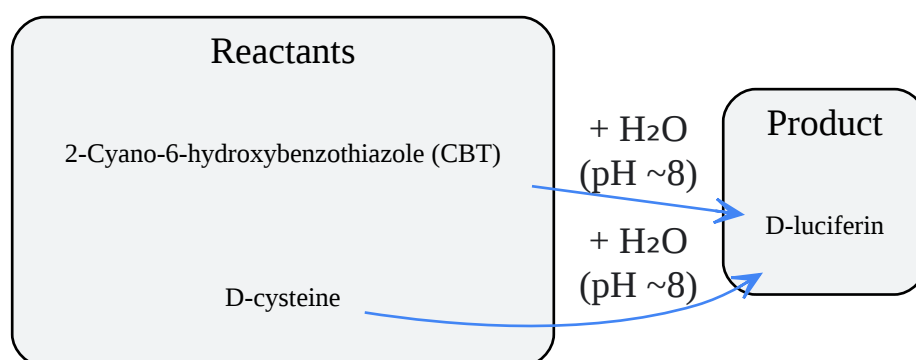 Reactants
2-Cyano-6-hydroxybenzothiazole (CBT)
D-cysteine
+ H₂O
(pH ~8)
+ H₂O
(pH ~8)
Product
D-luciferin